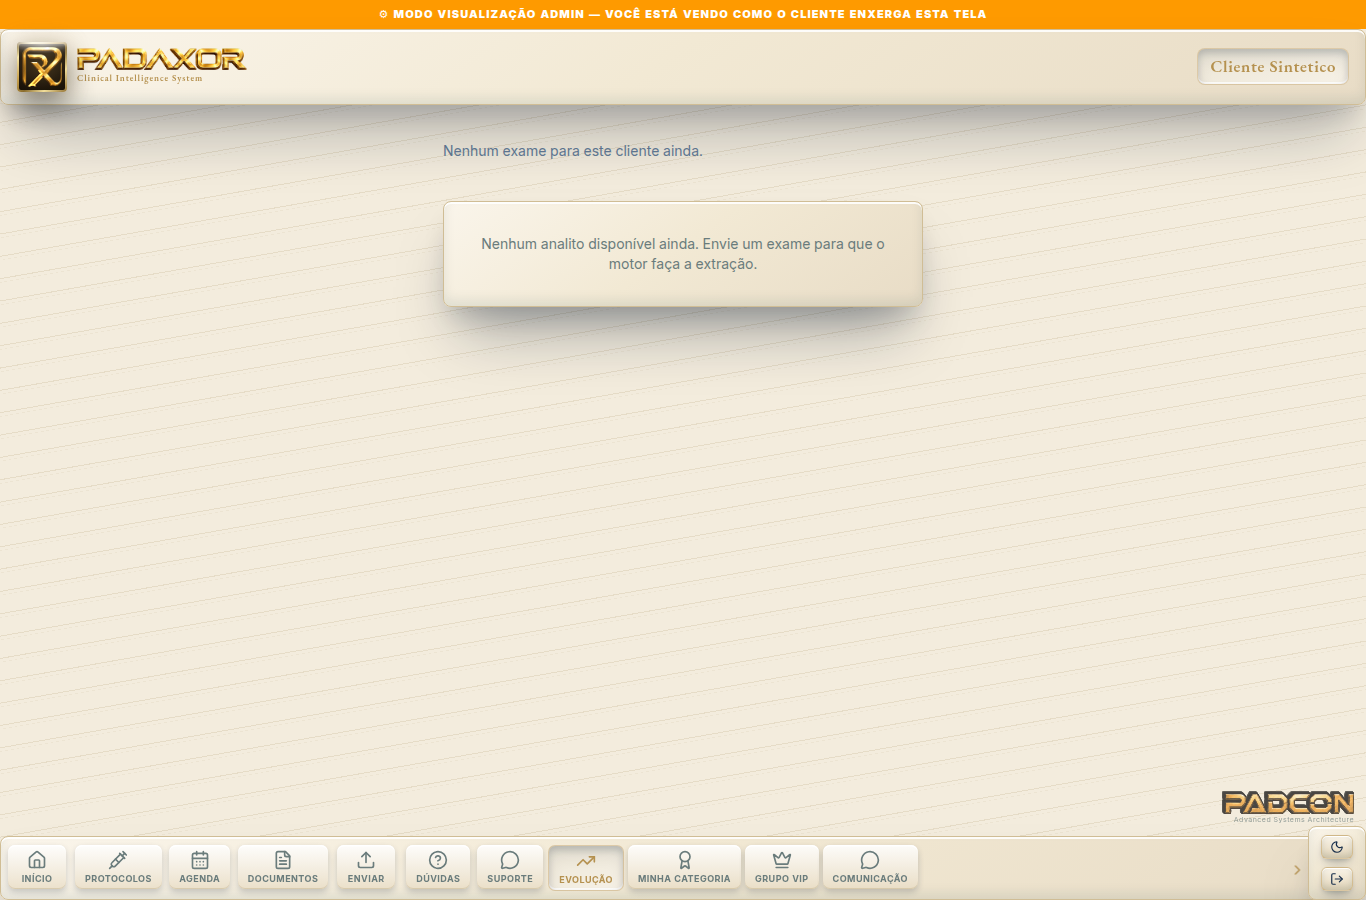 ⚙ MODO VISUALIZAÇÃO ADMIN — VOCÊ ESTÁ VENDO COMO O CLIENTE ENXERGA ESTA TELA
PADAXOR
Clinical Intelligence System
Cliente Sintetico
Nenhum exame para este cliente ainda.
Nenhum analito disponível ainda. Envie um exame para que o
motor faça a extração.
PADCON
Advanced Systems Architecture
INÍCIO
PROTOCOLOS
AGENDA
DOCUMENTOS
ENVIAR
DÚVIDAS
SUPORTE
EVOLUÇÃO
MINHA CATEGORIA
GRUPO VIP
COMUNICAÇÃO